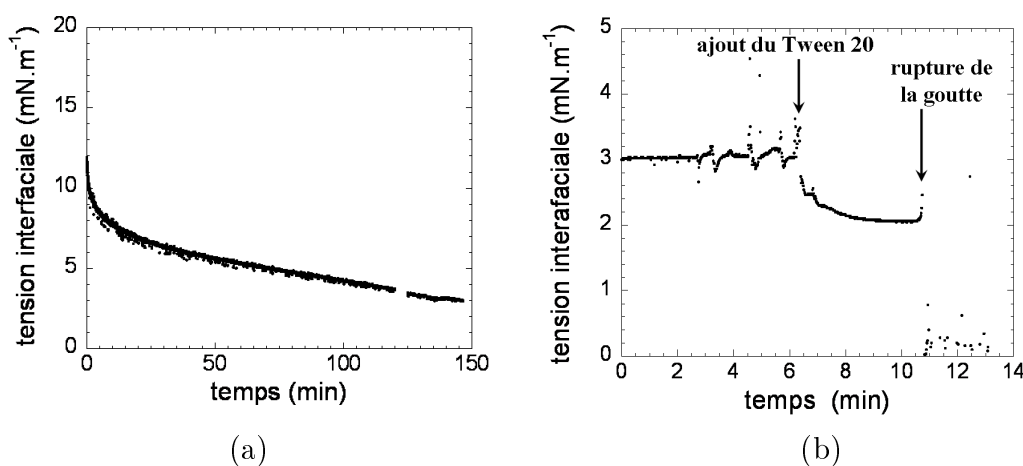 20
15
10
5
0
0
50
100
150
tension interfaciale (mN.m-1)
temps (min)
(a)
5
4
3
2
1
0
0
2
4
6
8
10
12
14
tension interafaciale (mN.m-1)
temps (min)
ajout du Tween 20
rupture de
la goutte
(b)